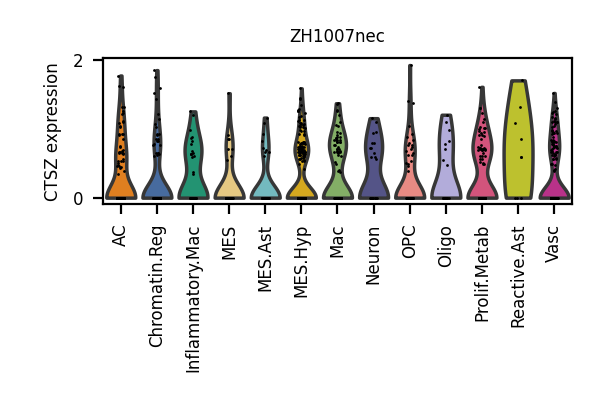 ZH1007nec
CTSZ expression
2
0
AC
Chromatin.Reg
Inflammatory.Mac
MES
MES.Ast
MES.Hyp
Mac
Neuron
OPC
Oligo
Prolif.Metab
Reactive.Ast
Vasc